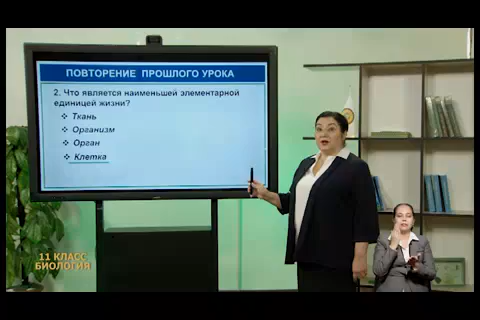 ПОВТОРЕНИЕ ПРОШЛОГО УРОКА
2. Что является наименьшей элементарной
единицей жизни?
❖ Ткань
❖ Организм
❖ Орган
❖ Клетка
11 КЛАСС
БИОЛОГИЯ